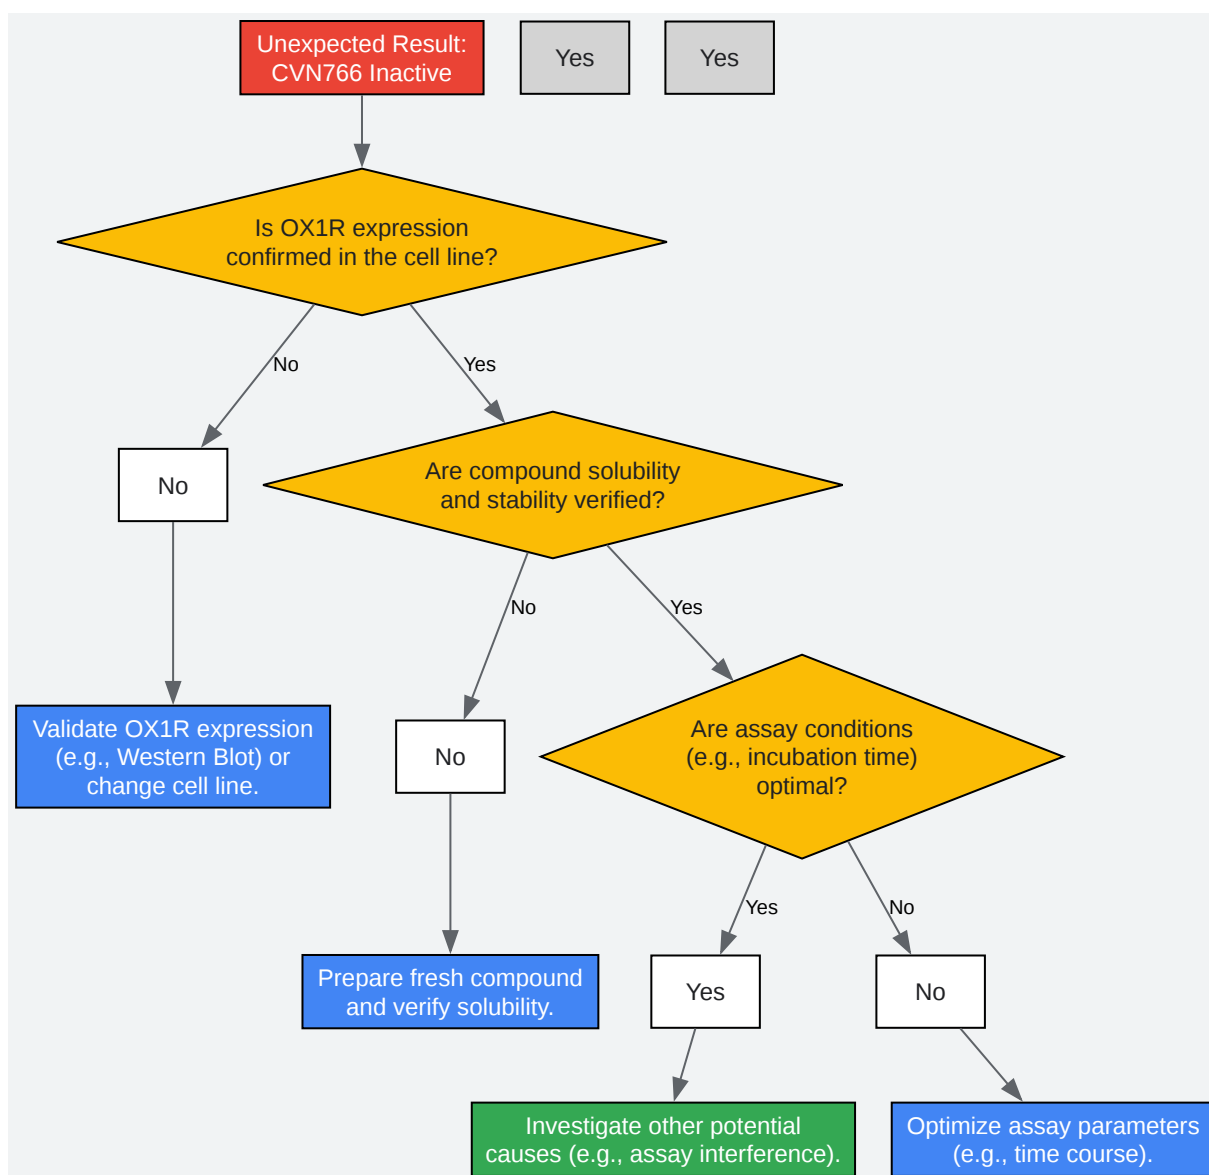 Unexpected Result:
CVN766 Inactive
Yes
Yes
Is OX1R expression
confirmed in the cell line?
No
Yes
No
Are compound solubility
and stability verified?
No
Yes
Validate OX1R expression
(e.g., Western Blot) or
change cell line.
No
Are assay conditions
(e.g., incubation time)
optimal?
Yes
No
Prepare fresh compound
and verify solubility.
Yes
No
Investigate other potential
causes (e.g., assay interference).
Optimize assay parameters
(e.g., time course).